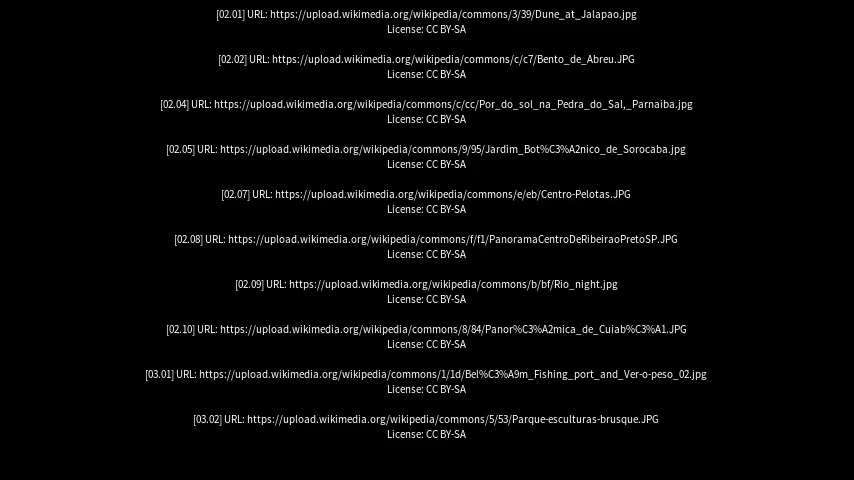 [02.01] URL: https://upload.wikimedia.org/wikipedia/commons/3/39/Dune_at_Jalapao.jpg
License: CC BY-SA
[02.02] URL: https://upload.wikimedia.org/wikipedia/commons/c/c7/Bento_de_Abreu.JPG
License: CC BY-SA
[02.04] URL: https://upload.wikimedia.org/wikipedia/commons/c/cc/Por_do_sol_na_Pedra_do_Sal,_Parnaiba.jpg
License: CC BY-SA
[02.05] URL: https://upload.wikimedia.org/wikipedia/commons/9/95/Jardim_Bot%C3%A2nico_de_Sorocaba.jpg
License: CC BY-SA
[02.07] URL: https://upload.wikimedia.org/wikipedia/commons/e/eb/Centro-Pelotas.JPG
License: CC BY-SA
[02.08] URL: https://upload.wikimedia.org/wikipedia/commons/f/f1/PanoramaCentroDeRibeiraoPretoSP.JPG
License: CC BY-SA
[02.09] URL: https://upload.wikimedia.org/wikipedia/commons/b/bf/Rio_night.jpg
License: CC BY-SA
[02.10] URL: https://upload.wikimedia.org/wikipedia/commons/8/84/Panor%C3%A2mica_de_Cuiab%C3%A1.JPG
License: CC BY-SA
[03.01] URL: https://upload.wikimedia.org/wikipedia/commons/1/1d/Bel%C3%A9m_Fishing_port_and_Ver-o-peso_02.jpg
License: CC BY-SA
[03.02] URL: https://upload.wikimedia.org/wikipedia/commons/5/53/Parque-esculturas-brusque.JPG
License: CC BY-SA